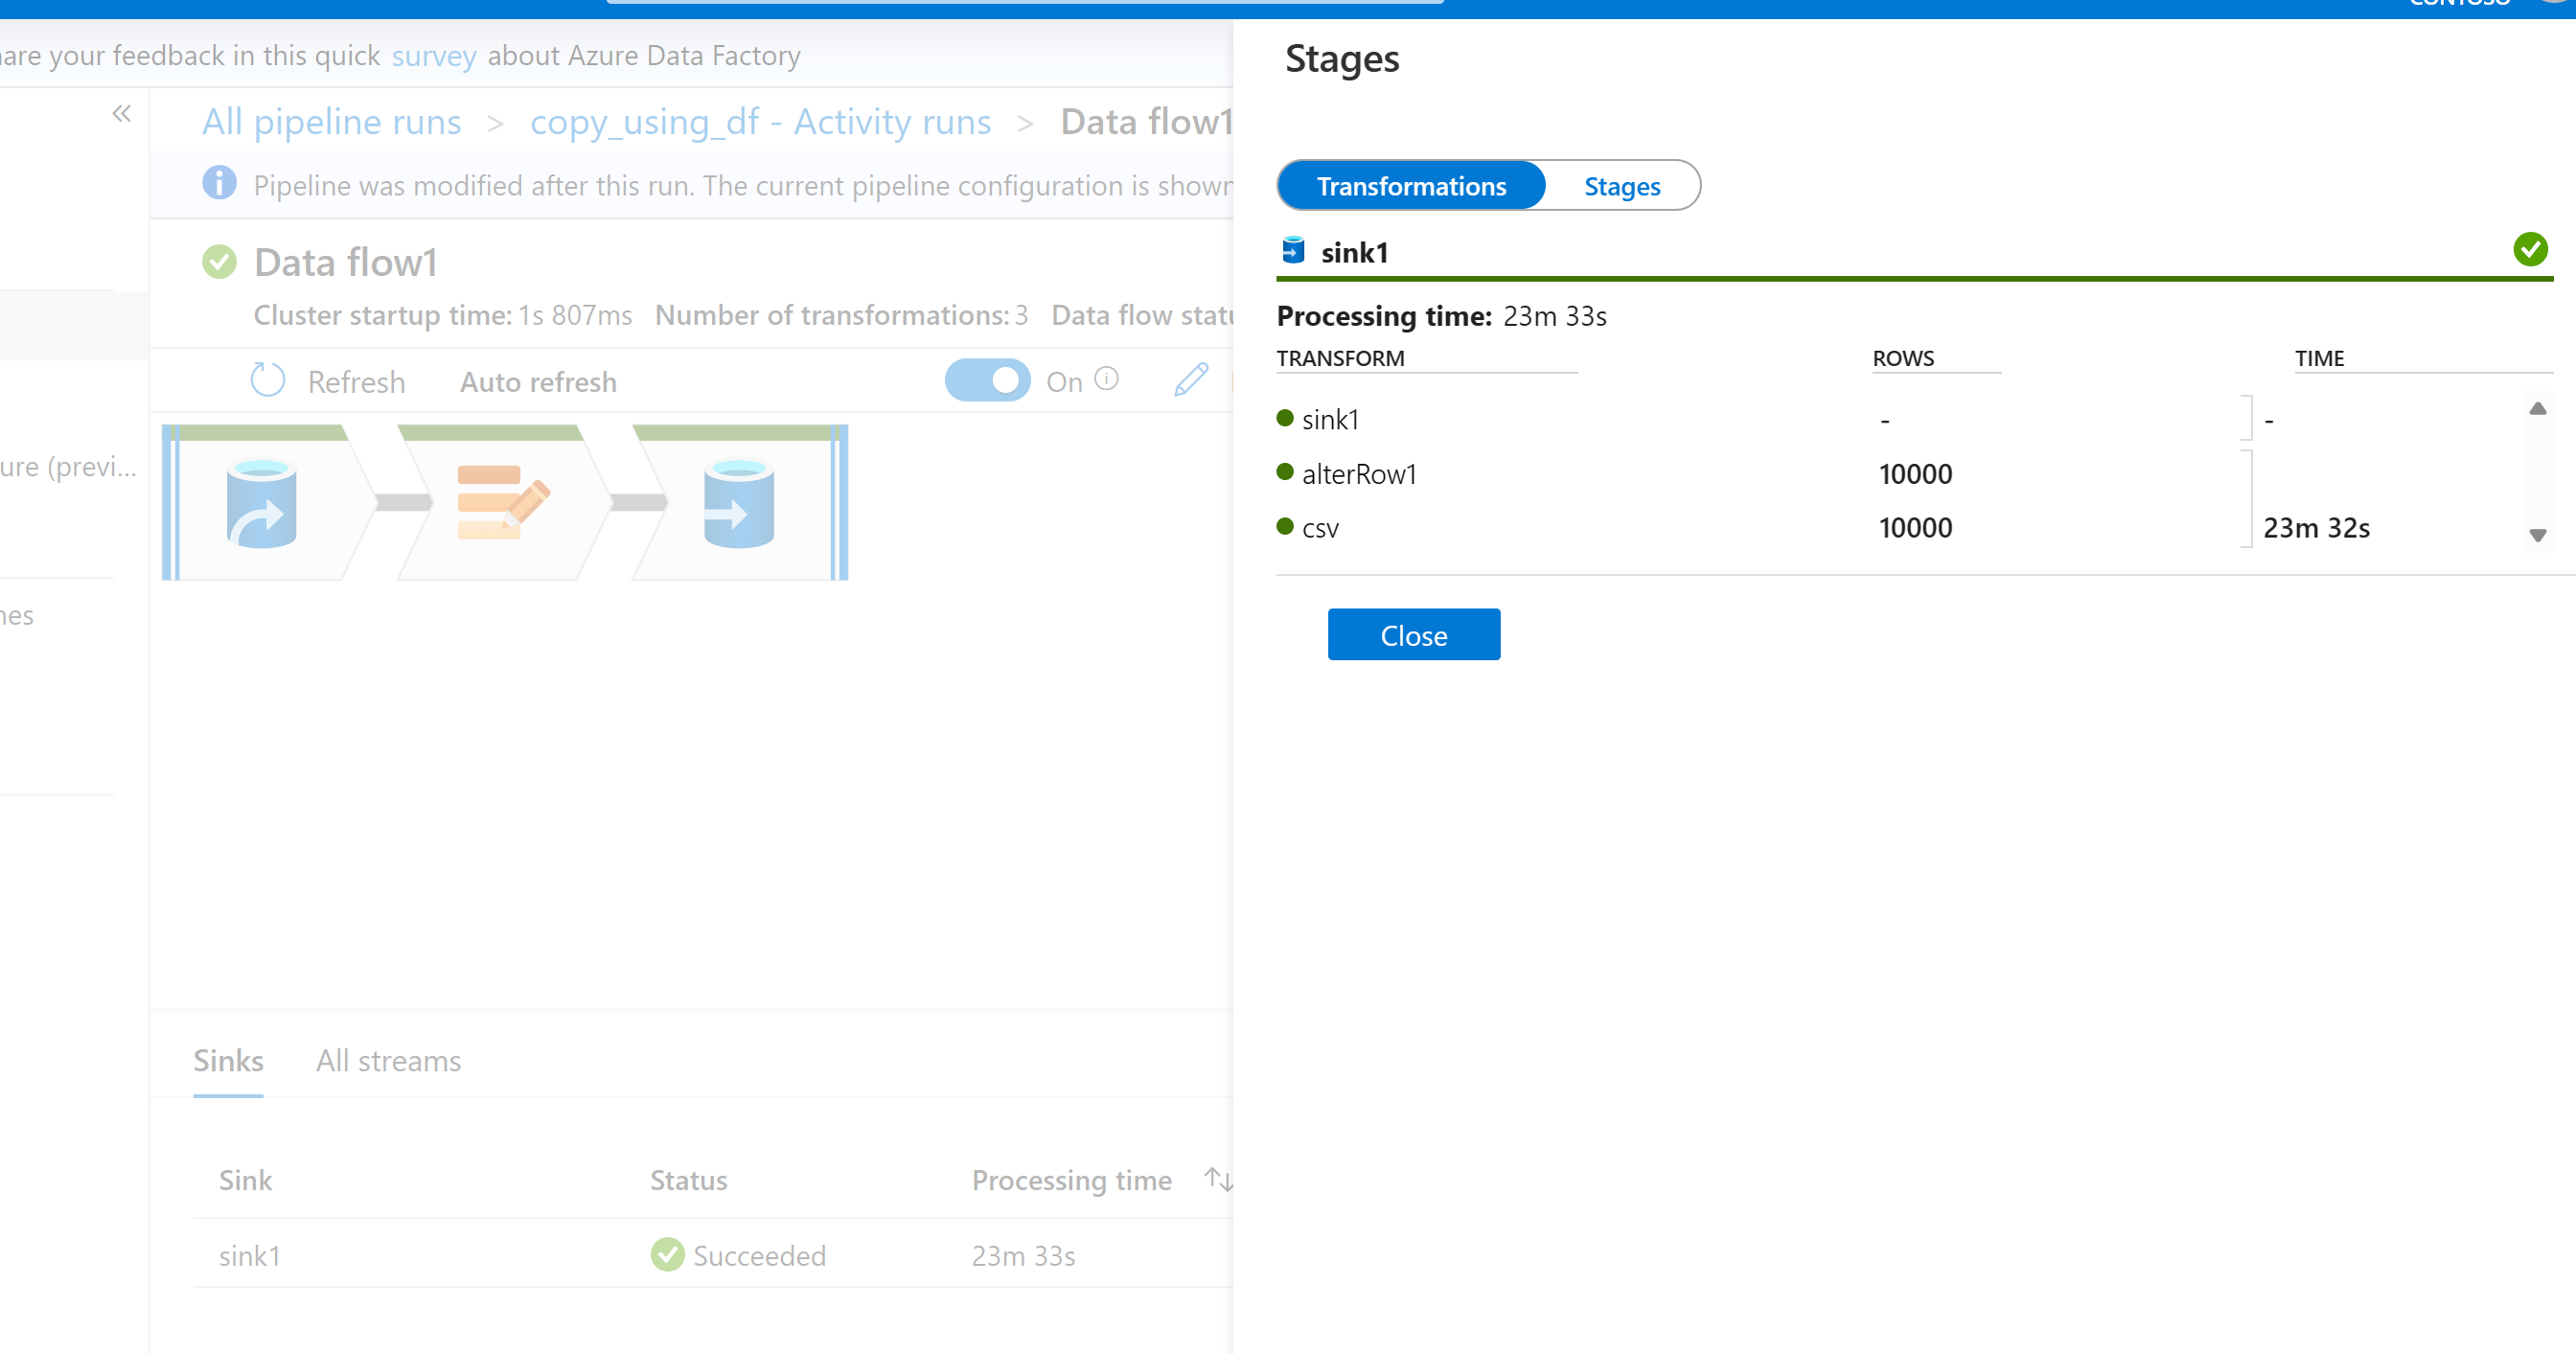 CONTOSO
are your feedback in this quick survey about Azure Data Factory
All pipeline runs > copy_using_df - Activity runs > Data flow1
Pipeline was modified after this run. The current pipeline configuration is shown
Data flow1
Cluster startup time: 1s 807ms Number of transformations: 3 Data flow statu
Refresh Auto refresh On
ure (previ...
nes
Sinks All streams
Sink Status Processing time
sink1 Succeeded 23m 33s
Stages
Transformations Stages
sink1
Processing time: 23m 33s
TRANSFORM ROWS TIME
sink1 - -
alterRow1 10000
csv 10000 23m 32s
Close